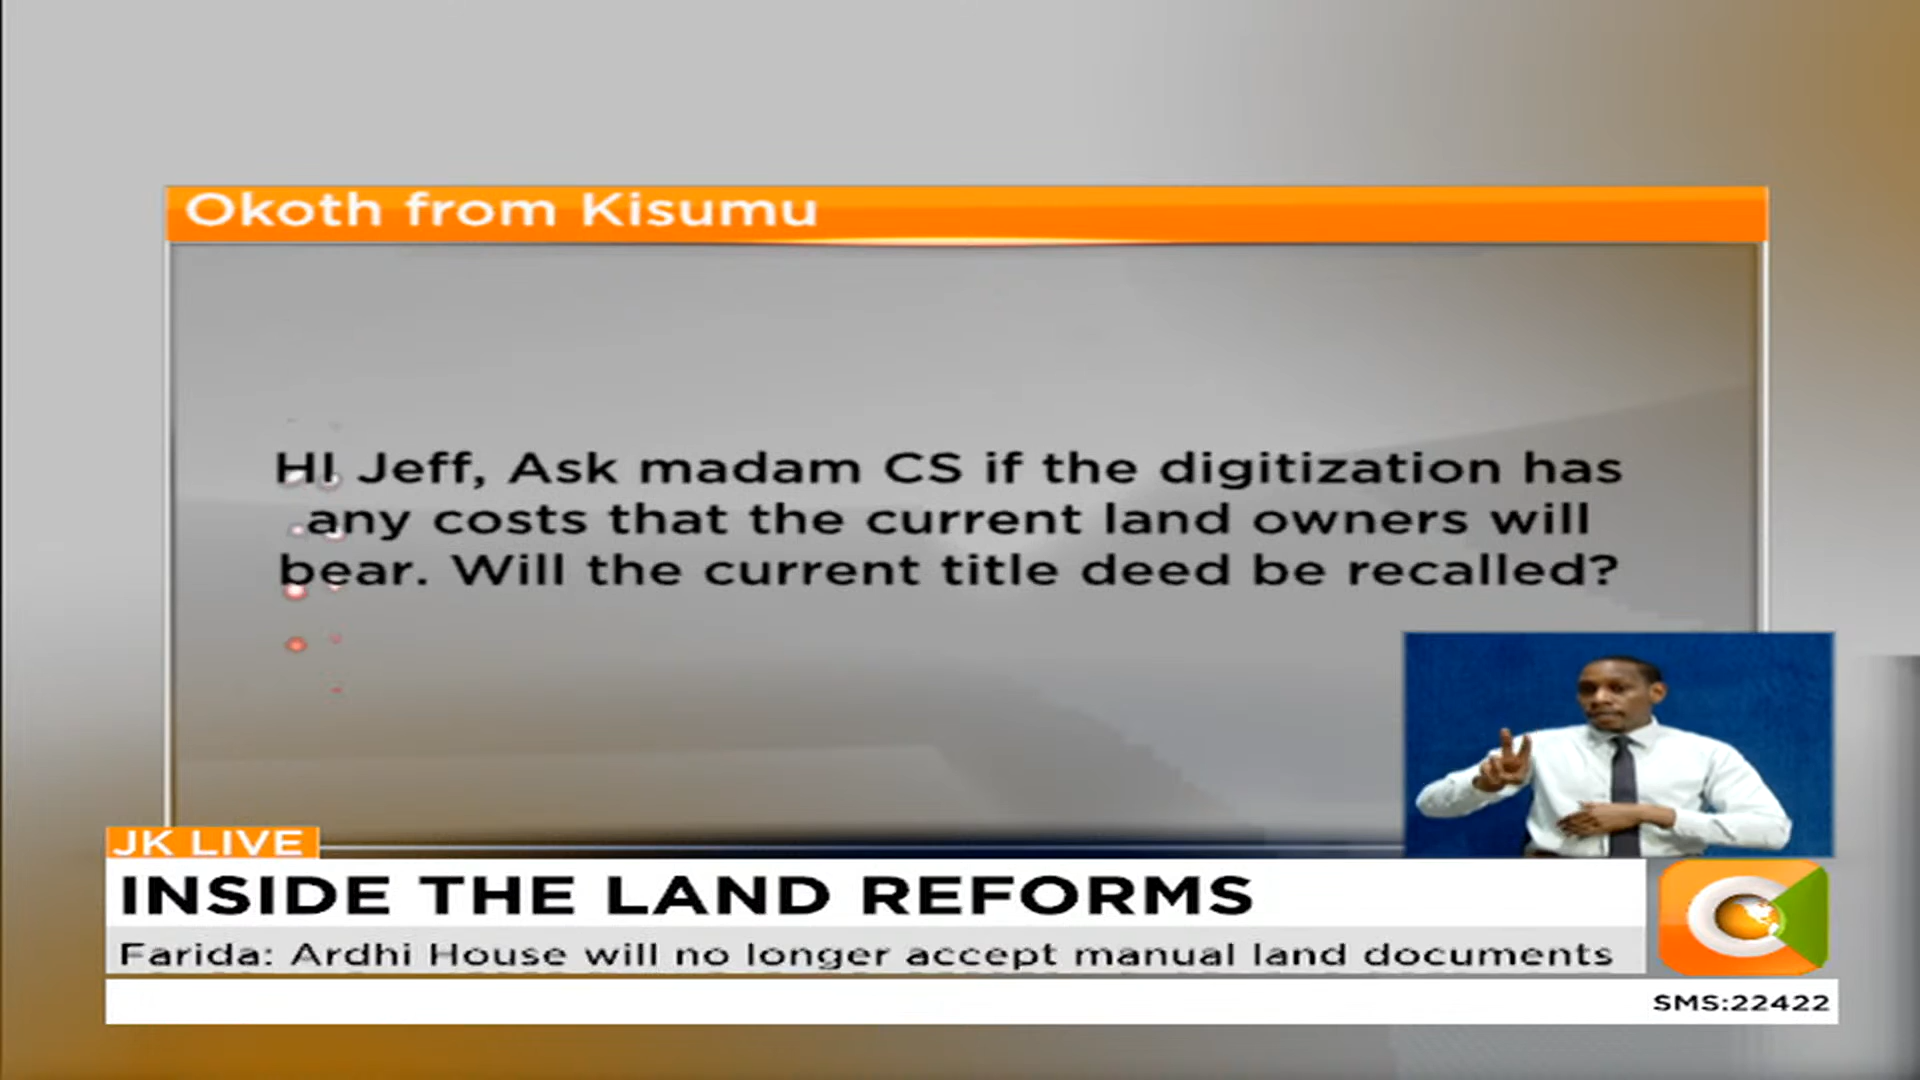 Okoth from Kisumu
HI Jeff, Ask madam CS if the digitization has
any costs that the current land owners will
bear. Will the current title deed be recalled?
JK LIVE
INSIDE THE LAND REFORMS
Farida: Ardhi House will no longer accept manual land documents
SMS:22422